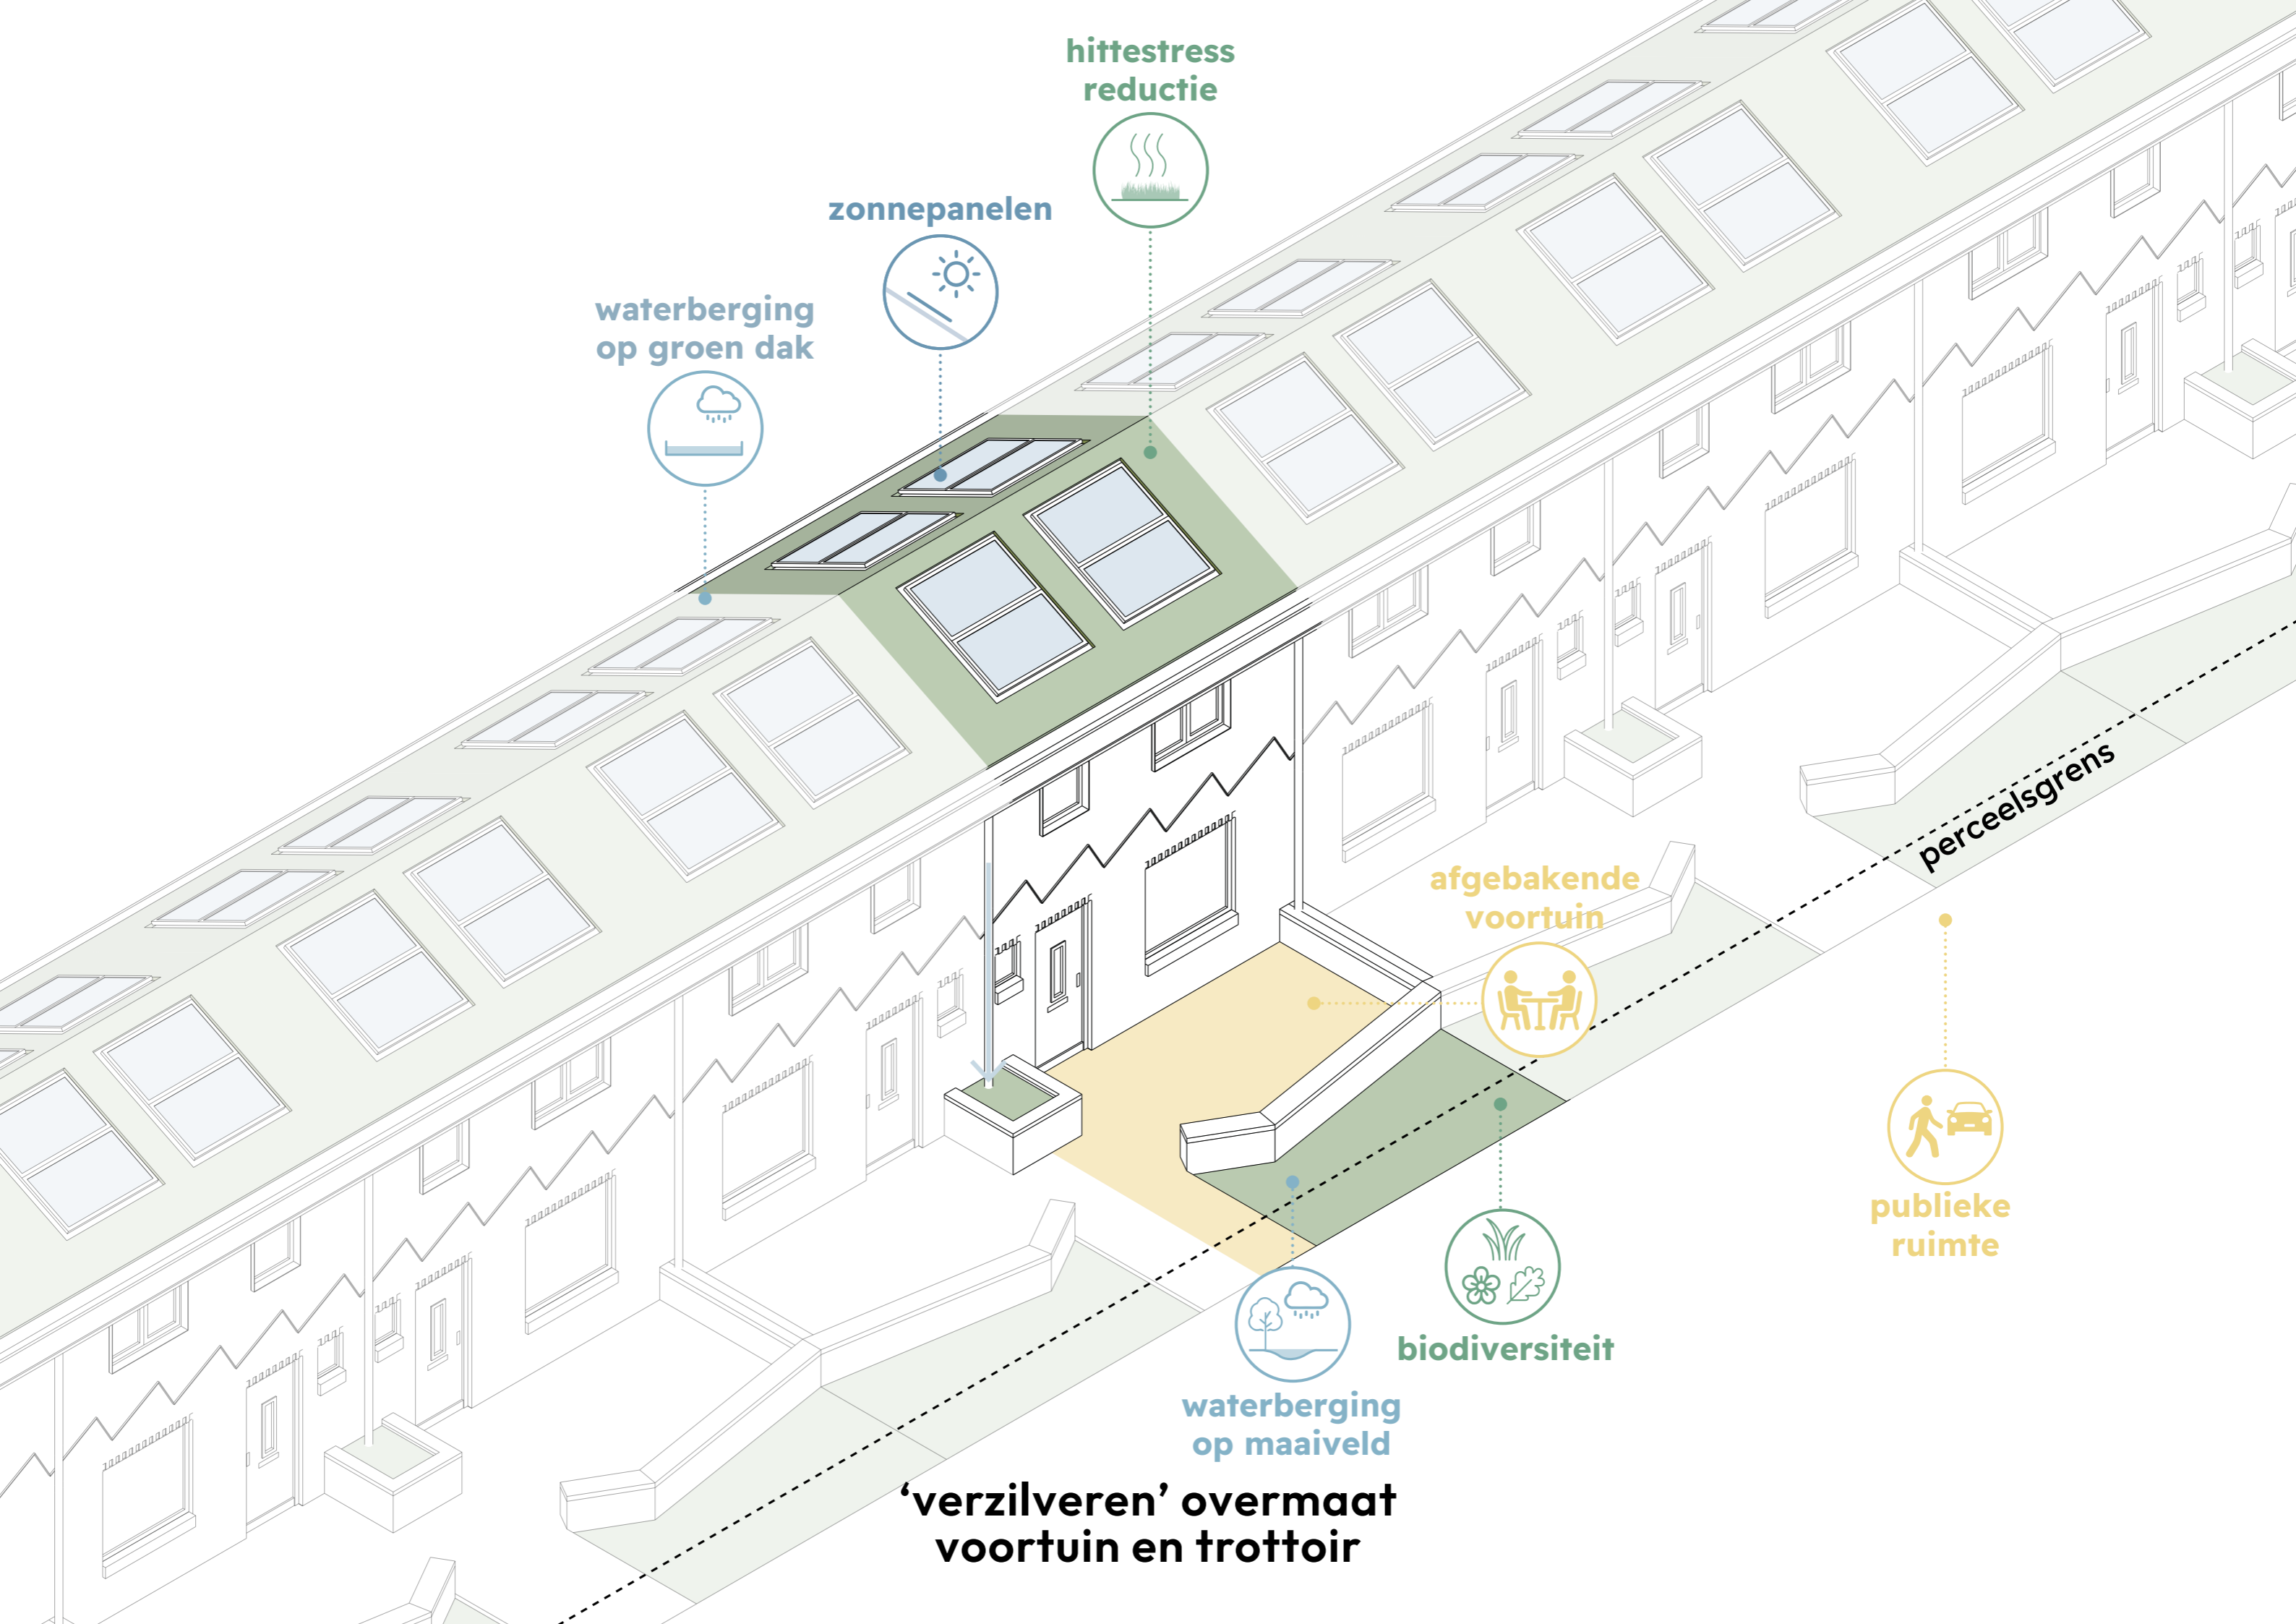 hittestress
reductie
zonnepanelen
waterberging
op groen dak
perceelsgrens
afgebakende
voortuin
publieke
ruimte
biodiversiteit
waterberging
op maaiveld
‘verzilveren’ overmaat
voortuin en trottoir